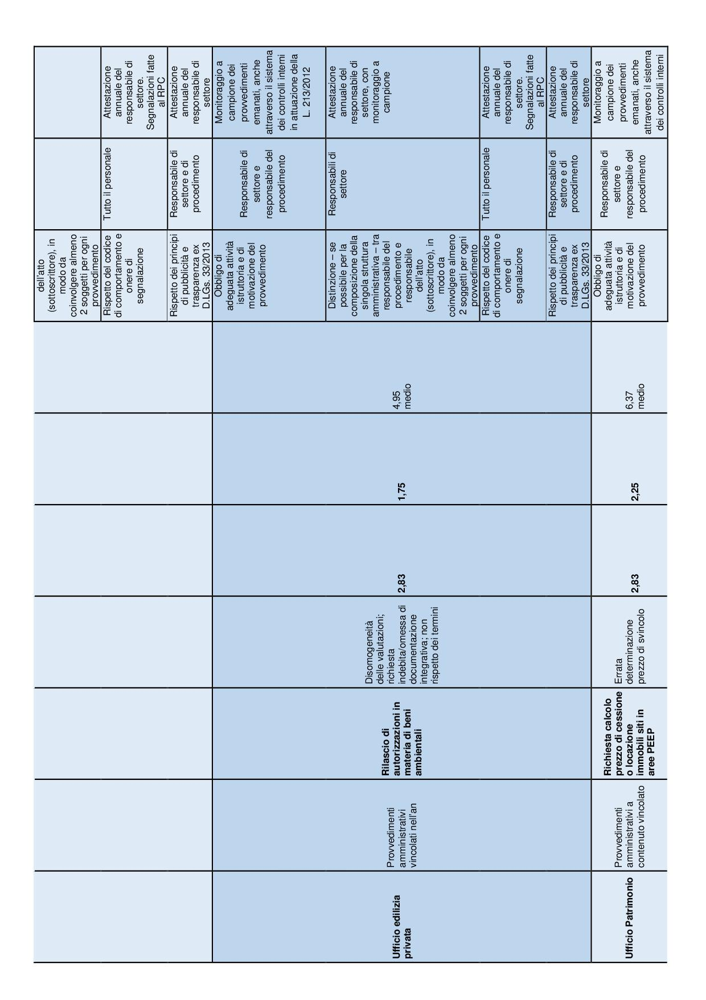 dell'atto
(sottoscrittore), in
modo da
coinvolgere almeno
2 soggetti per ogni
provvedimento
Rispetto del codice
di comportamento e
onere di
segnalazione
Tutto il personale
Attestazione
annuale del
responsabile di
settore.
Segnalazioni fatte
al RPC
Rispetto dei principi
di pubblicità e
trasparenza ex
D.LGs. 33/2013
Responsabile di
settore e di
procedimento
Attestazione
annuale del
responsabile di
settore
Ufficio edilizia
privata
Provvedimenti
amministrativi
vincolati nell'an
Rilascio di
autorizzazioni in
materia di beni
ambientali
Disomogeneità
delle valutazioni;
richiesta
indebita/omessa di
documentazione
integrativa; non
rispetto dei termini
2,83
1,75
4,95
medio
Obbligo di
adeguata attività
istruttoria e di
motivazione del
provvedimento
Responsabile di
settore e
responsabile del
procedimento
Monitoraggio a
campione dei
provvedimenti
emanati, anche
attraverso il sistema
dei controlli interni
in attuazione della
L. 213/2012
Distinzione – se
possibile per la
composizione della
singola struttura
amministrativa – tra
responsabile del
procedimento e
responsabile
dell'atto
(sottoscrittore), in
modo da
coinvolgere almeno
2 soggetti per ogni
provvedimento
Responsabili di
settore
Attestazione
annuale del
responsabile di
settore, con
monitoraggio a
campione
Rispetto del codice
di comportamento e
onere di
segnalazione
Tutto il personale
Attestazione
annuale del
responsabile di
settore.
Segnalazioni fatte
al RPC
Rispetto dei principi
di pubblicità e
trasparenza ex
D.LGs. 33/2013
Responsabile di
settore e di
procedimento
Attestazione
annuale del
responsabile di
settore
Ufficio Patrimonio
Provvedimenti
amministrativi a
contenuto vincolato
Richiesta calcolo
prezzo di cessione
o locazione
immobili siti in
aree PEEP
Errata
determinazione
prezzo di svincolo
2,83
2,25
6,37
medio
Obbligo di
adeguata attività
istruttoria e di
motivazione del
provvedimento
Responsabile di
settore e
responsabile del
procedimento
Monitoraggio a
campione dei
provvedimenti
emanati, anche
attraverso il sistema
dei controlli interni